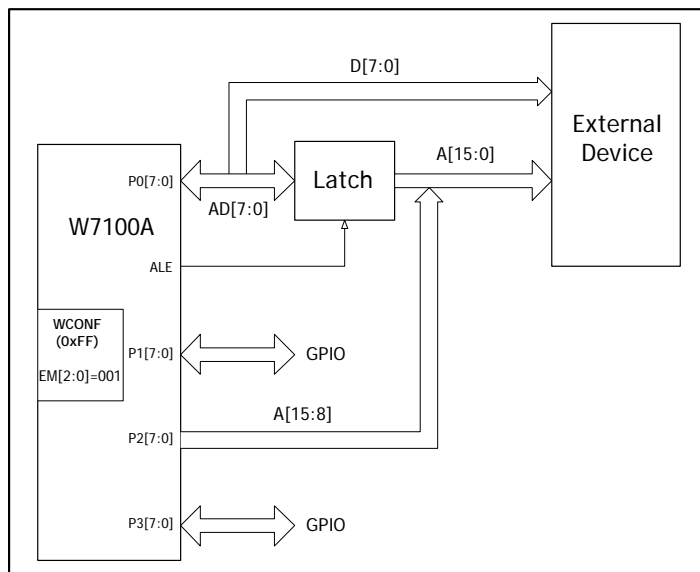 D[7:0]
External
Device
A[15:0]
Latch
P0[7:0]
AD[7:0]
W7100A
ALE
WCONF
(0xFF)
EM[2:0]=001
P1[7:0]
GPIO
A[15:8]
P2[7:0]
P3[7:0]
GPIO